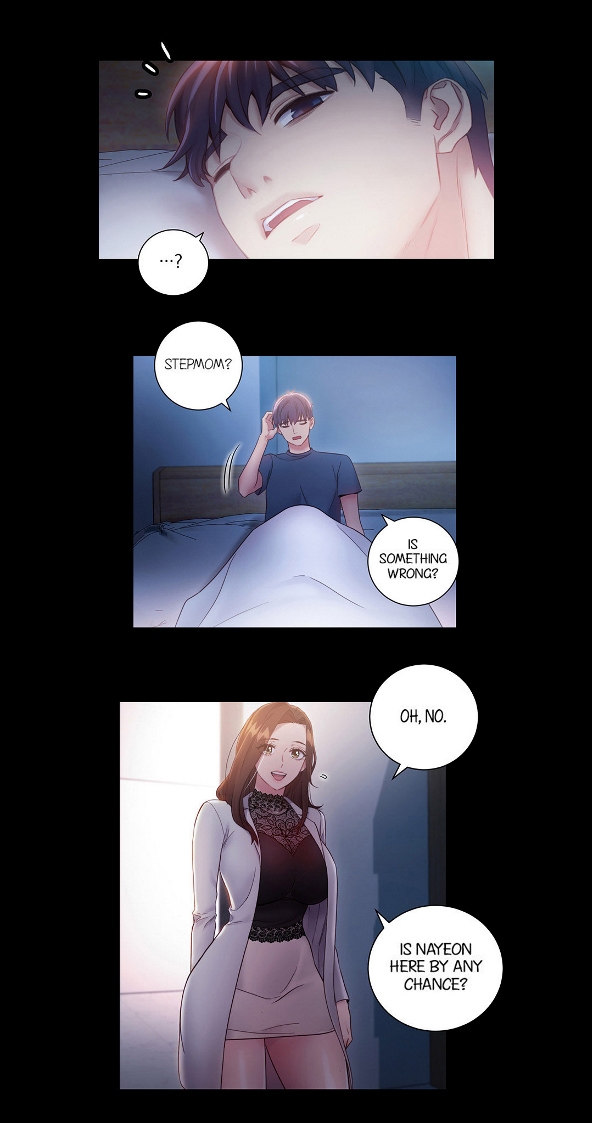 ...?
STEPMOM?
IS
SOMETHING
WRONG?
OH, NO.
IS NAYEON
HERE BY ANY
CHANCE?